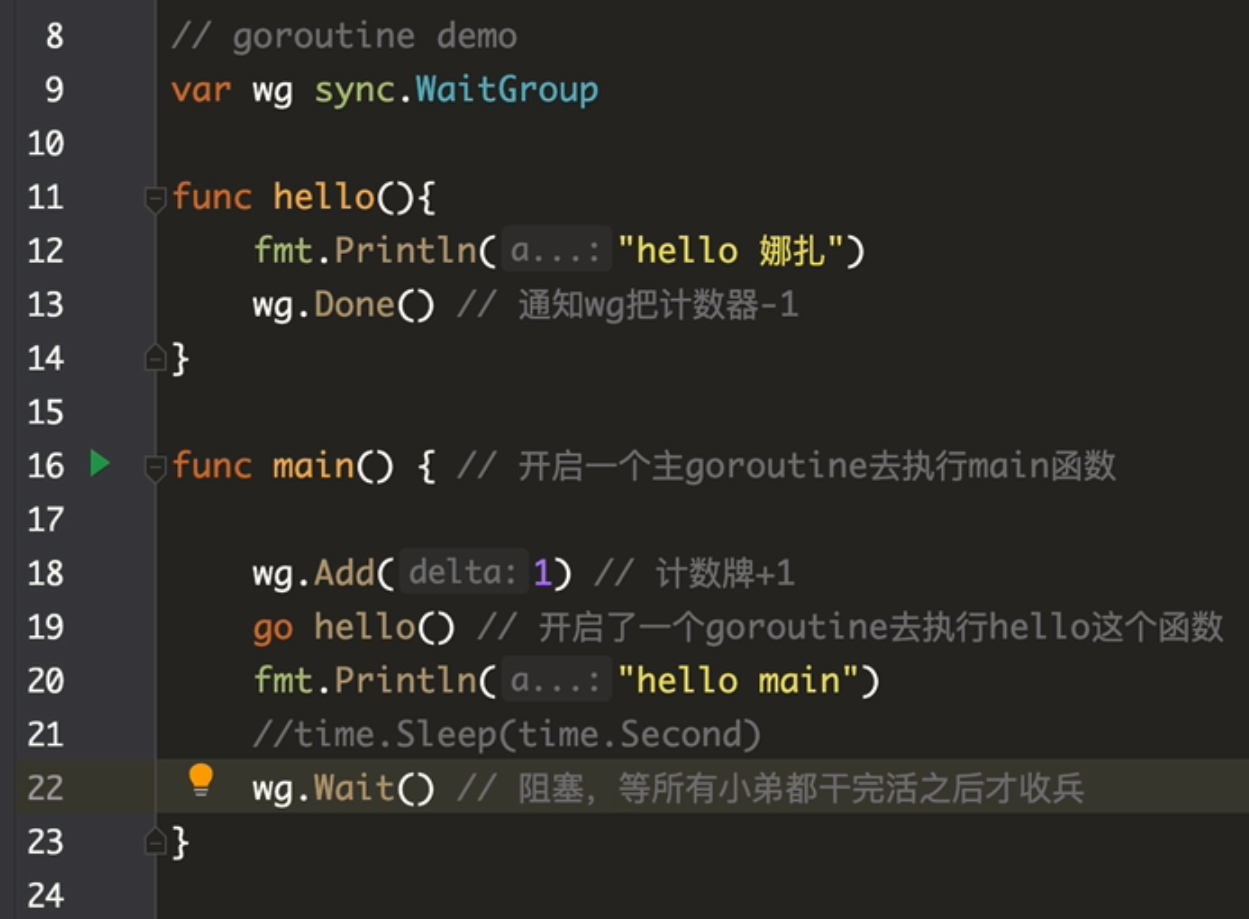 8 // goroutine demo
9 var wg sync.WaitGroup
10
11 func hello(){
12 fmt.Println( a...: "hello 娜扎")
13 wg.Done() // 通知wg把计数器-1
14 }
15
16 func main() { // 开启一个主goroutine去执行main函数
17
18 wg.Add( delta: 1) // 计数牌+1
19 go hello() // 开启了一个goroutine去执行hello这个函数
20 fmt.Println( a...: "hello main")
21 //time.Sleep(time.Second)
22 wg.Wait() // 阻塞，等所有小弟都干完活之后才收兵
23 }
24